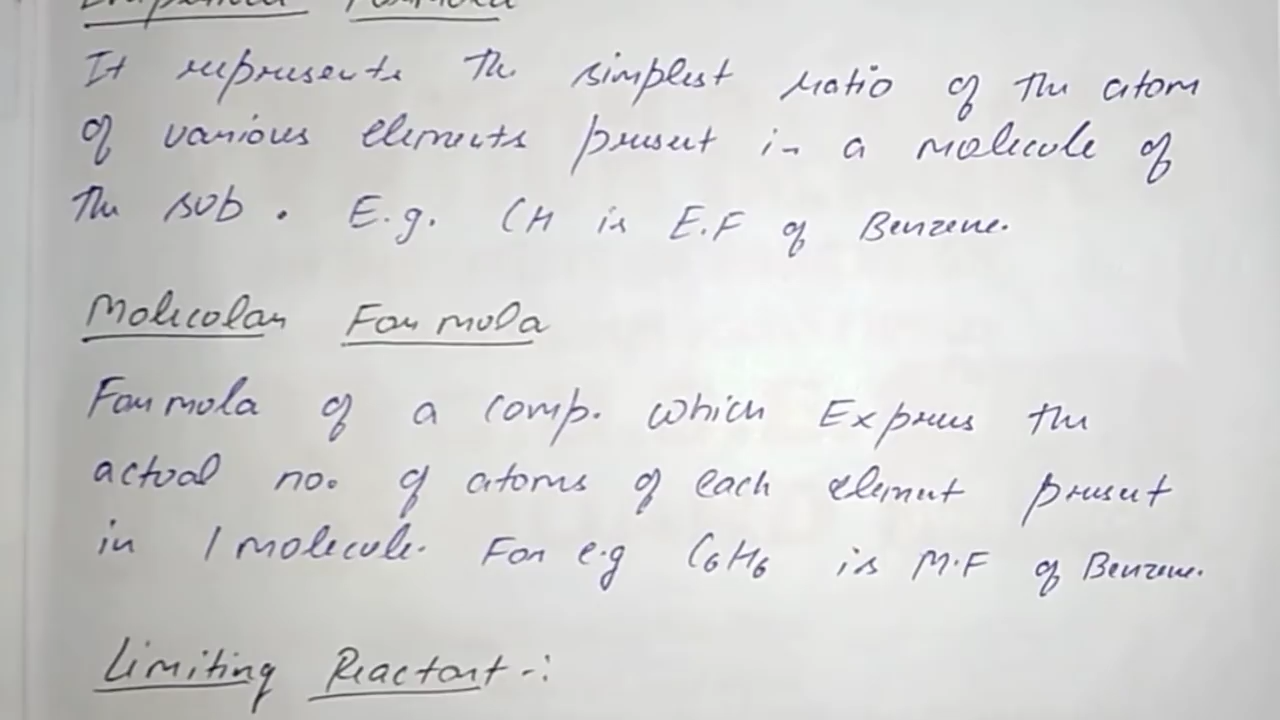 Empirical Formula
It represents the simplest ratio of the atom
of various elements present in a molecule of
the sub. E.g. CH is E.F of Benzene.
Molecular Formula
Formula of a comp. which Express the
actual no. of atoms of each element present
in 1 molecule. For e.g C6H6 is M.F of Benzene.
Limiting Reactant -: